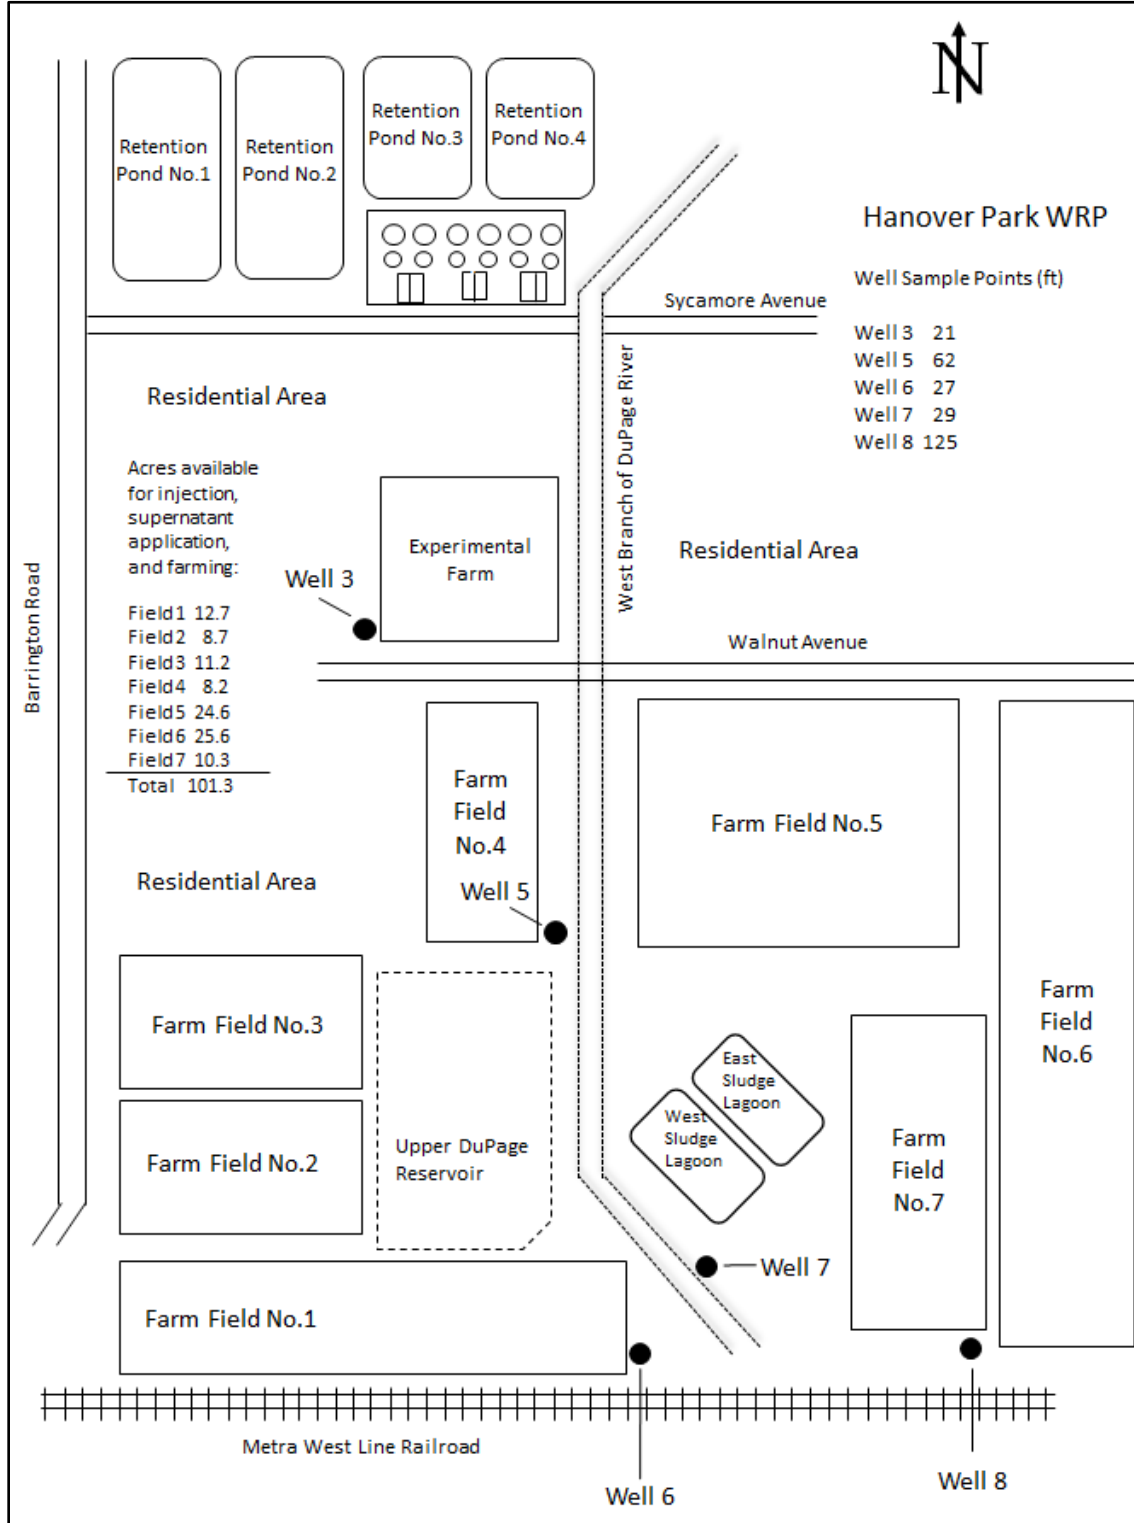 N
Retention
Pond No.1
Retention
Pond No.2
Retention
Pond No.3
Retention
Pond No.4
Hanover Park WRP
Well Sample Points (ft)
Well 3 21
Well 5 62
Well 6 27
Well 7 29
Well 8 125
Sycamore Avenue
West Branch of DuPage River
Barrington Road
Residential Area
Acres available
for injection,
supernatant
application,
and farming:
Field1 12.7
Field2 8.7
Field3 11.2
Field4 8.2
Field5 24.6
Field6 25.6
Field7 10.3
Total 101.3
Experimental
Farm
Well 3
Residential Area
Walnut Avenue
Farm
Field
No.4
Farm Field No.5
Residential Area
Well 5
Farm Field No.3
Farm
Field
No.6
East
Sludge
Lagoon
West
Sludge
Lagoon
Farm Field No.2
Upper DuPage
Reservoir
Farm
Field
No.7
Well 7
Farm Field No.1
Metra West Line Railroad
Well 6
Well 8